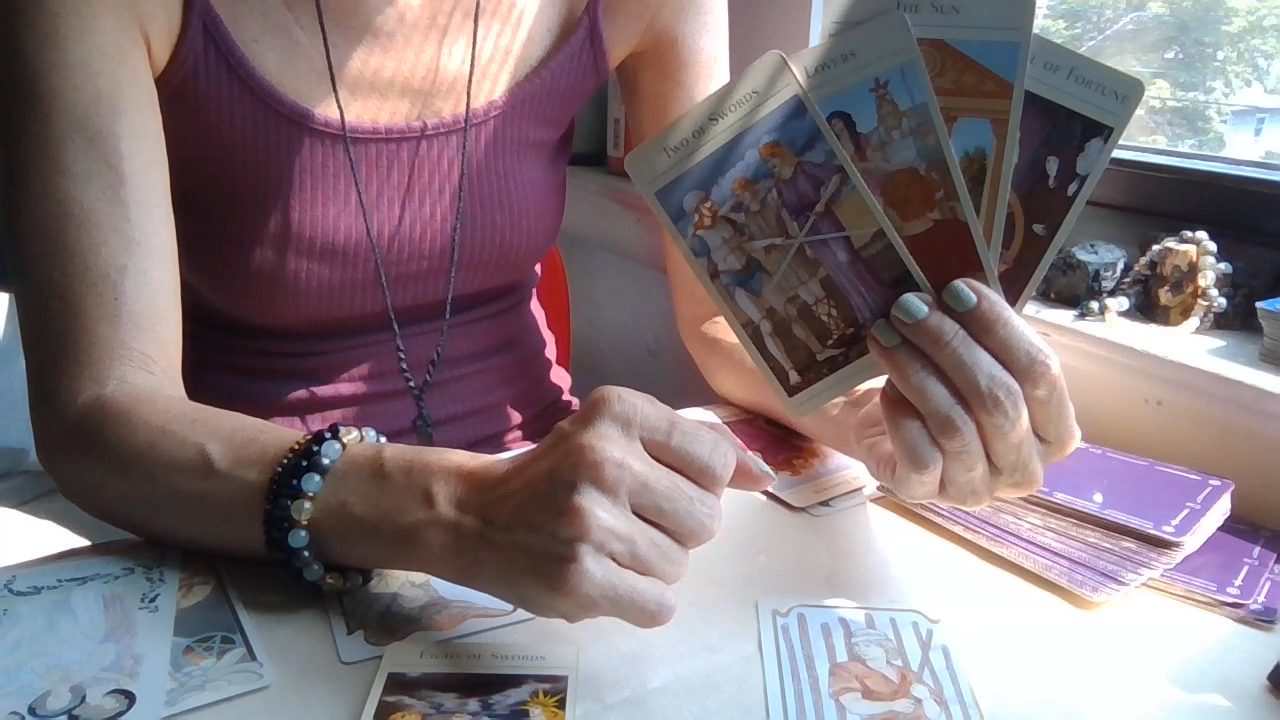 TWO OF SWORDS
LOVERS
THE SUN
OF FORTUNE
EIGHT OF SWORDS